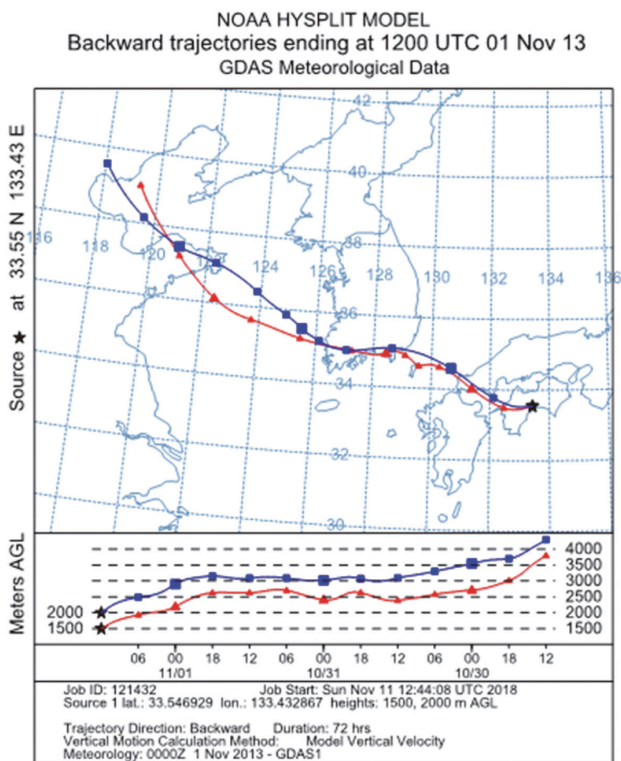 NOAA HYSPLIT MODEL
Backward trajectories ending at 1200 UTC 01 Nov 13
GDAS Meteorological Data
Source ★ at 33.55 N 133.43 E
42
40
38
116 118 120 124 126 128 130 132 134 136
36
34
32
30
Meters AGL
4000
3500
3000
2500
2000 2000
1500 1500
06 00 18 12 06 00 18 12 06 00 18 12
11/01 10/31 10/30
Job ID: 121432 Job Start: Sun Nov 11 12:44:08 UTC 2018
Source 1 lat.: 33.546929 lon.: 133.432867 heights: 1500, 2000 m AGL
Trajectory Direction: Backward Duration: 72 hrs
Vertical Motion Calculation Method: Model Vertical Velocity
Meteorology: 0000Z 1 Nov 2013 - GDAS1